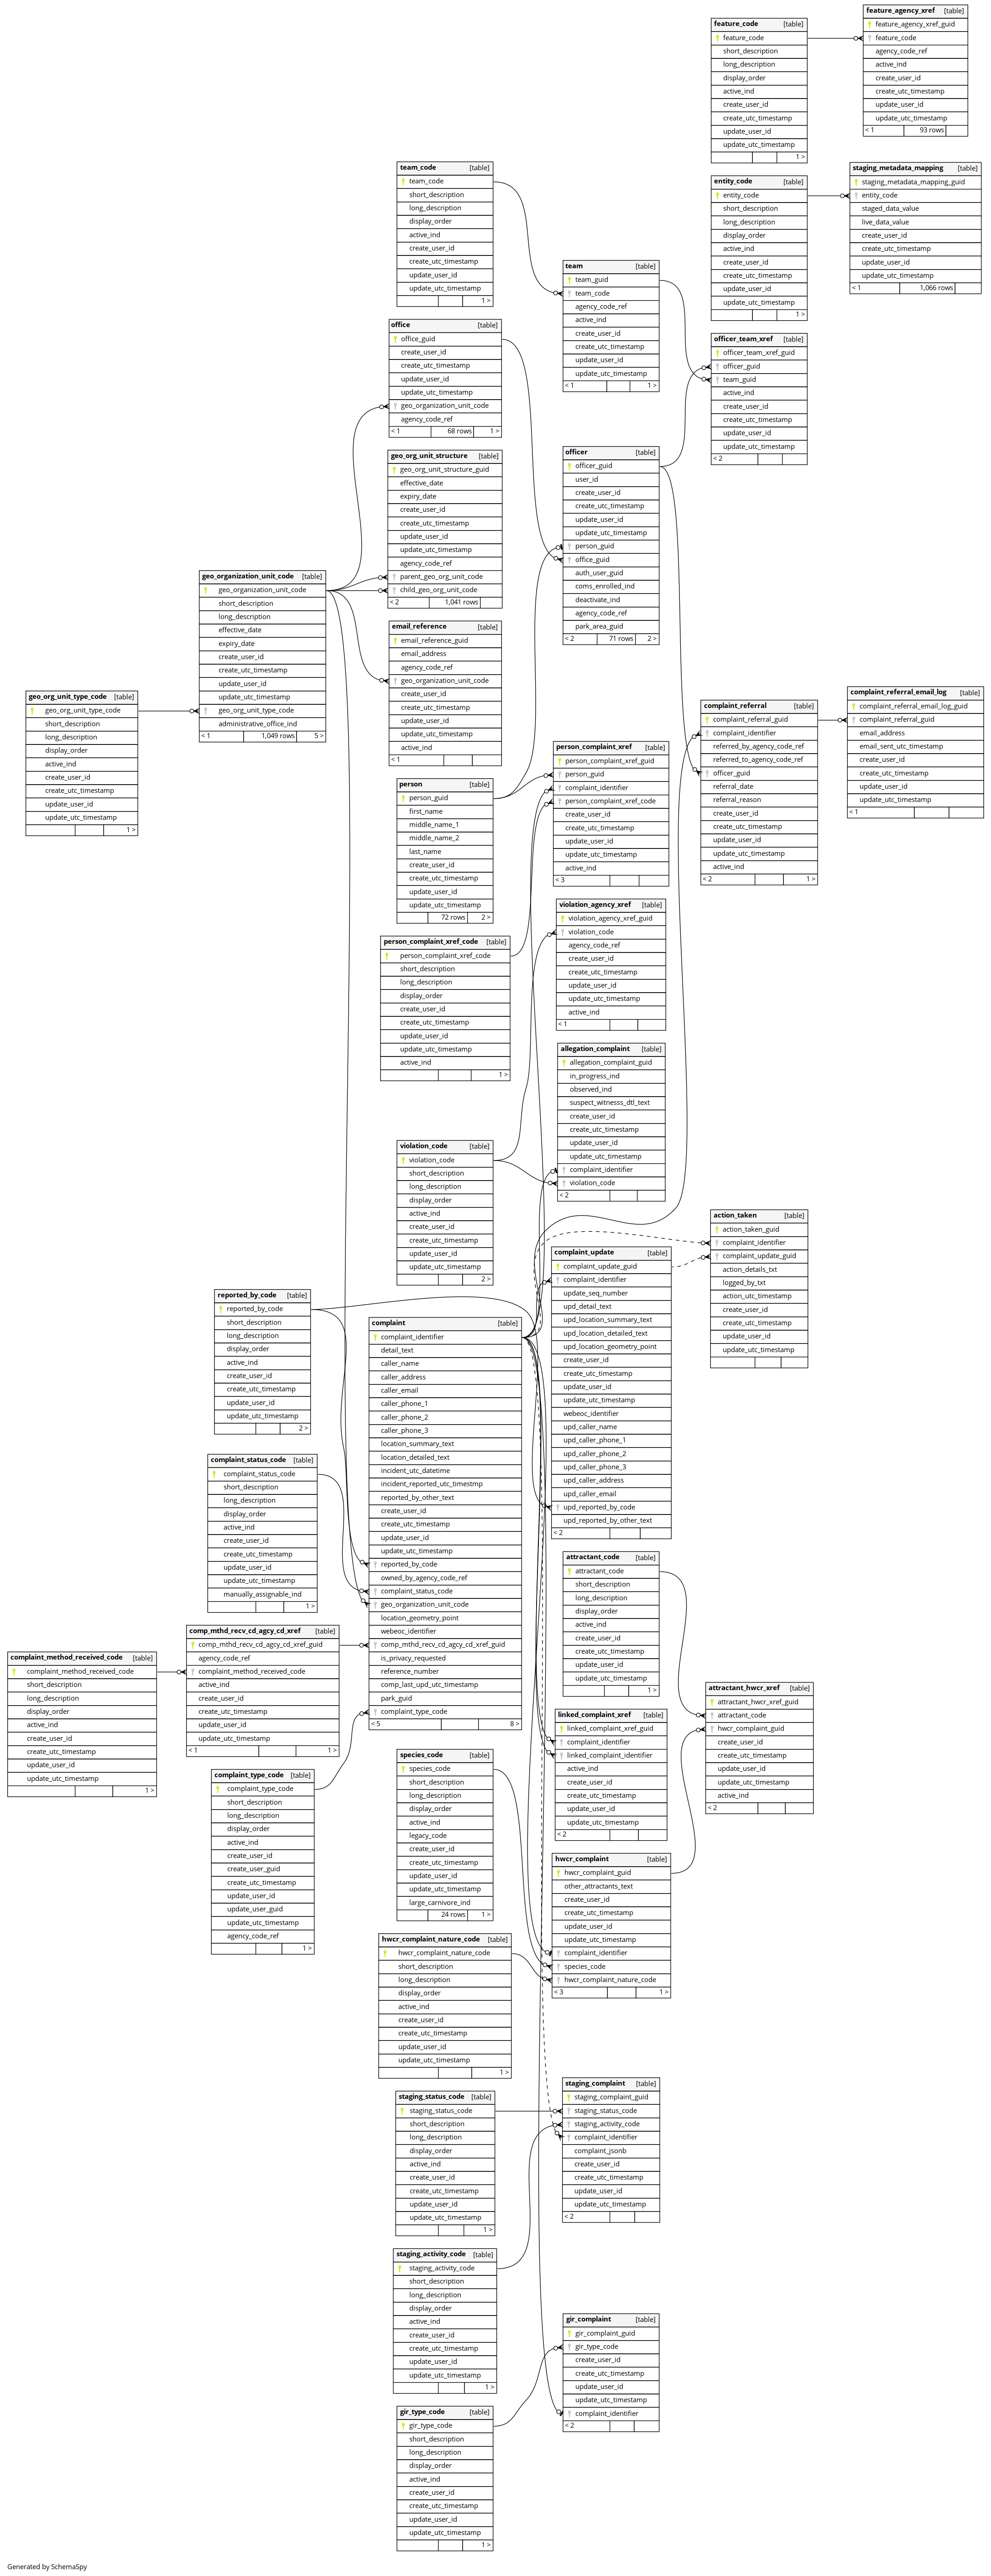 feature_agency_xref [table]
feature_agency_xref_guid
feature_code
agency_code_ref
active_ind
create_user_id
create_utc_timestamp
update_user_id
update_utc_timestamp
< 1 93 rows
feature_code [table]
feature_code
short_description
long_description
display_order
active_ind
create_user_id
create_utc_timestamp
update_user_id
update_utc_timestamp
1 >
staging_metadata_mapping [table]
staging_metadata_mapping_guid
entity_code
staged_data_value
live_data_value
create_user_id
create_utc_timestamp
update_user_id
update_utc_timestamp
< 1 1,066 rows
entity_code [table]
entity_code
short_description
long_description
display_order
active_ind
create_user_id
create_utc_timestamp
update_user_id
update_utc_timestamp
1 >
team_code [table]
team_code
short_description
long_description
display_order
active_ind
create_user_id
create_utc_timestamp
update_user_id
update_utc_timestamp
1 >
team [table]
team_guid
team_code
agency_code_ref
active_ind
create_user_id
create_utc_timestamp
update_user_id
update_utc_timestamp
< 1 1 >
officer_team_xref [table]
officer_team_xref_guid
officer_guid
team_guid
active_ind
create_user_id
create_utc_timestamp
update_user_id
update_utc_timestamp
< 2
office [table]
office_guid
create_user_id
create_utc_timestamp
update_user_id
update_utc_timestamp
geo_organization_unit_code
agency_code_ref
< 1 68 rows 1 >
officer [table]
officer_guid
user_id
create_user_id
create_utc_timestamp
update_user_id
update_utc_timestamp
person_guid
office_guid
auth_user_guid
coms_enrolled_ind
deactivate_ind
agency_code_ref
park_area_guid
< 2 71 rows 2 >
geo_org_unit_structure [table]
geo_org_unit_structure_guid
effective_date
expiry_date
create_user_id
create_utc_timestamp
update_user_id
update_utc_timestamp
agency_code_ref
parent_geo_org_unit_code
child_geo_org_unit_code
< 2 1,041 rows
geo_organization_unit_code [table]
geo_organization_unit_code
short_description
long_description
effective_date
expiry_date
create_user_id
create_utc_timestamp
update_user_id
update_utc_timestamp
geo_org_unit_type_code
administrative_office_ind
< 1 1,049 rows 5 >
email_reference [table]
email_reference_guid
email_address
agency_code_ref
geo_organization_unit_code
create_user_id
create_utc_timestamp
update_user_id
update_utc_timestamp
active_ind
< 1
geo_org_unit_type_code [table]
geo_org_unit_type_code
short_description
long_description
display_order
active_ind
create_user_id
create_utc_timestamp
update_user_id
update_utc_timestamp
1 >
complaint_referral_email_log [table]
complaint_referral_email_log_guid
complaint_referral_guid
email_address
email_sent_utc_timestamp
create_user_id
create_utc_timestamp
update_user_id
update_utc_timestamp
< 1
complaint_referral [table]
complaint_referral_guid
complaint_identifier
referred_by_agency_code_ref
referred_to_agency_code_ref
officer_guid
referral_date
referral_reason
create_user_id
create_utc_timestamp
update_user_id
update_utc_timestamp
active_ind
< 2 1 >
person_complaint_xref [table]
person_complaint_xref_guid
person_guid
complaint_identifier
person_complaint_xref_code
create_user_id
create_utc_timestamp
update_user_id
update_utc_timestamp
active_ind
< 3
person [table]
person_guid
first_name
middle_name_1
middle_name_2
last_name
create_user_id
create_utc_timestamp
update_user_id
update_utc_timestamp
72 rows 2 >
violation_agency_xref [table]
violation_agency_xref_guid
violation_code
agency_code_ref
create_user_id
create_utc_timestamp
update_user_id
update_utc_timestamp
active_ind
< 1
person_complaint_xref_code [table]
person_complaint_xref_code
short_description
long_description
display_order
create_user_id
create_utc_timestamp
update_user_id
update_utc_timestamp
active_ind
1 >
allegation_complaint [table]
allegation_complaint_guid
in_progress_ind
observed_ind
suspect_witnesss_dtl_text
create_user_id
create_utc_timestamp
update_user_id
update_utc_timestamp
complaint_identifier
violation_code
< 2
violation_code [table]
violation_code
short_description
long_description
display_order
active_ind
create_user_id
create_utc_timestamp
update_user_id
update_utc_timestamp
2 >
action_taken [table]
action_taken_guid
complaint_identifier
complaint_update_guid
action_details_txt
logged_by_txt
action_utc_timestamp
create_user_id
create_utc_timestamp
update_user_id
update_utc_timestamp
complaint_update [table]
complaint_update_guid
complaint_identifier
update_seq_number
upd_detail_text
upd_location_summary_text
upd_location_detailed_text
upd_location_geometry_point
create_user_id
create_utc_timestamp
update_user_id
update_utc_timestamp
webeoc_identifier
upd_caller_name
upd_caller_phone_1
upd_caller_phone_2
upd_caller_phone_3
upd_caller_address
upd_caller_email
upd_reported_by_code
upd_reported_by_other_text
< 2
reported_by_code [table]
reported_by_code
short_description
long_description
display_order
active_ind
create_user_id
create_utc_timestamp
update_user_id
update_utc_timestamp
2 >
complaint [table]
complaint_identifier
detail_text
caller_name
caller_address
caller_email
caller_phone_1
caller_phone_2
caller_phone_3
location_summary_text
location_detailed_text
incident_utc_datetime
incident_reported_utc_timestmp
reported_by_other_text
create_user_id
create_utc_timestamp
update_user_id
update_utc_timestamp
reported_by_code
owned_by_agency_code_ref
complaint_status_code
geo_organization_unit_code
location_geometry_point
webeoc_identifier
comp_mthd_recv_cd_agcy_cd_xref_guid
is_privacy_requested
reference_number
comp_last_upd_utc_timestamp
park_guid
complaint_type_code
< 5 8 >
complaint_status_code [table]
complaint_status_code
short_description
long_description
display_order
active_ind
create_user_id
create_utc_timestamp
update_user_id
update_utc_timestamp
manually_assignable_ind
1 >
comp_mthd_recv_cd_agcy_cd_xref [table]
comp_mthd_recv_cd_agcy_cd_xref_guid
agency_code_ref
complaint_method_received_code
active_ind
create_user_id
create_utc_timestamp
update_user_id
update_utc_timestamp
< 1 1 >
complaint_method_received_code [table]
complaint_method_received_code
short_description
long_description
display_order
active_ind
create_user_id
create_utc_timestamp
update_user_id
update_utc_timestamp
1 >
complaint_type_code [table]
complaint_type_code
short_description
long_description
display_order
active_ind
create_user_id
create_user_guid
create_utc_timestamp
update_user_id
update_user_guid
update_utc_timestamp
agency_code_ref
1 >
attractant_code [table]
attractant_code
short_description
long_description
display_order
active_ind
create_user_id
create_utc_timestamp
update_user_id
update_utc_timestamp
1 >
attractant_hwcr_xref [table]
attractant_hwcr_xref_guid
attractant_code
hwcr_complaint_guid
create_user_id
create_utc_timestamp
update_user_id
update_utc_timestamp
active_ind
< 2
linked_complaint_xref [table]
linked_complaint_xref_guid
complaint_identifier
linked_complaint_identifier
active_ind
create_user_id
create_utc_timestamp
update_user_id
update_utc_timestamp
< 2
species_code [table]
species_code
short_description
long_description
display_order
active_ind
legacy_code
create_user_id
create_utc_timestamp
update_user_id
update_utc_timestamp
large_carnivore_ind
24 rows 1 >
hwcr_complaint [table]
hwcr_complaint_guid
other_attractants_text
create_user_id
create_utc_timestamp
update_user_id
update_utc_timestamp
complaint_identifier
species_code
hwcr_complaint_nature_code
< 3 1 >
hwcr_complaint_nature_code [table]
hwcr_complaint_nature_code
short_description
long_description
display_order
active_ind
create_user_id
create_utc_timestamp
update_user_id
update_utc_timestamp
1 >
staging_complaint [table]
staging_complaint_guid
staging_status_code
staging_activity_code
complaint_identifier
complaint_jsonb
create_user_id
create_utc_timestamp
update_user_id
update_utc_timestamp
< 2
staging_status_code [table]
staging_status_code
short_description
long_description
display_order
active_ind
create_user_id
create_utc_timestamp
update_user_id
update_utc_timestamp
1 >
staging_activity_code [table]
staging_activity_code
short_description
long_description
display_order
active_ind
create_user_id
create_utc_timestamp
update_user_id
update_utc_timestamp
1 >
gir_complaint [table]
gir_complaint_guid
gir_type_code
create_user_id
create_utc_timestamp
update_user_id
update_utc_timestamp
complaint_identifier
< 2
gir_type_code [table]
gir_type_code
short_description
long_description
display_order
active_ind
create_user_id
create_utc_timestamp
update_user_id
update_utc_timestamp
1 >
Generated by SchemaSpy